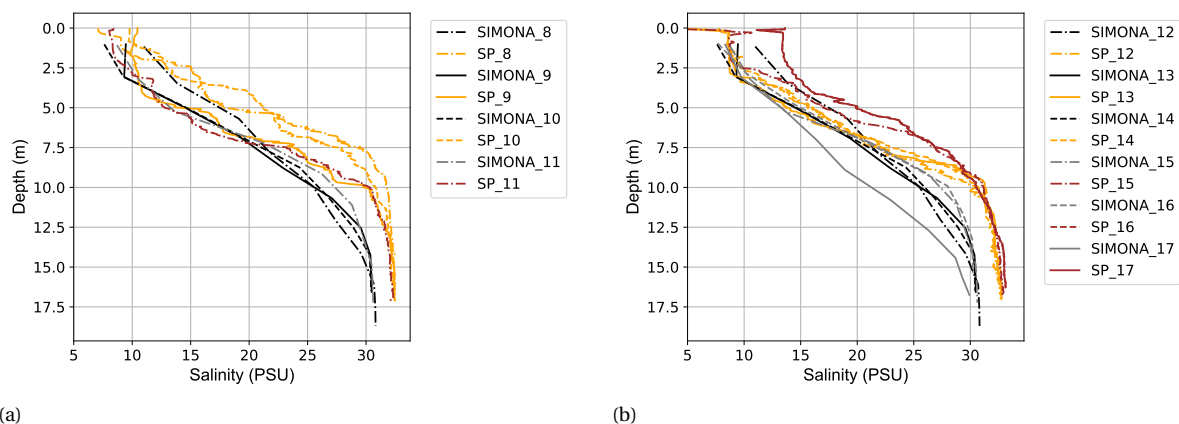 0.0
2.5
5.0
7.5
10.0
12.5
15.0
17.5
Depth (m)
5 10 15 20 25 30
Salinity (PSU)
SIMONA_8
SP_8
SIMONA_9
SP_9
SIMONA_10
SP_10
SIMONA_11
SP_11
(a)
0.0
2.5
5.0
7.5
10.0
12.5
15.0
17.5
Depth (m)
5 10 15 20 25 30
Salinity (PSU)
SIMONA_12
SP_12
SIMONA_13
SP_13
SIMONA_14
SP_14
SIMONA_15
SP_15
SIMONA_16
SP_16
SIMONA_17
SP_17
(b)